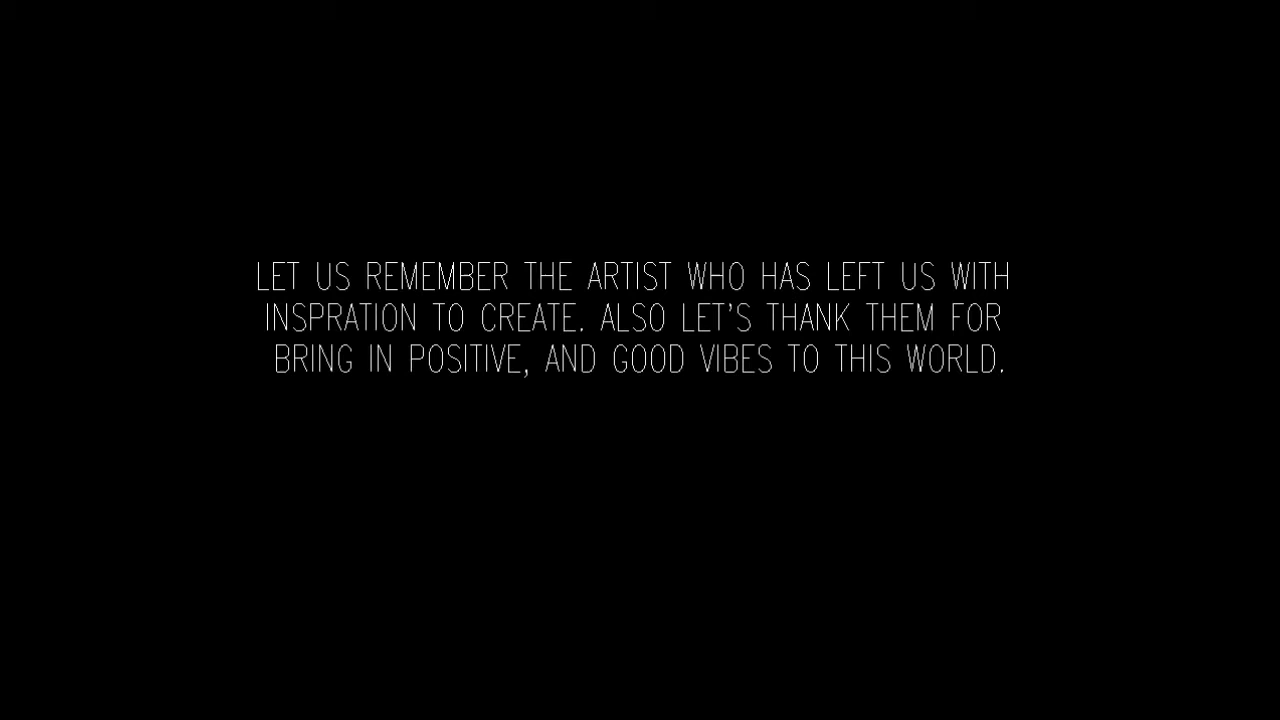 LET US REMEMBER THE ARTIST WHO HAS LEFT US WITH
INSPRATION TO CREATE. ALSO LET'S THANK THEM FOR
BRING IN POSITIVE, AND GOOD VIBES TO THIS WORLD.